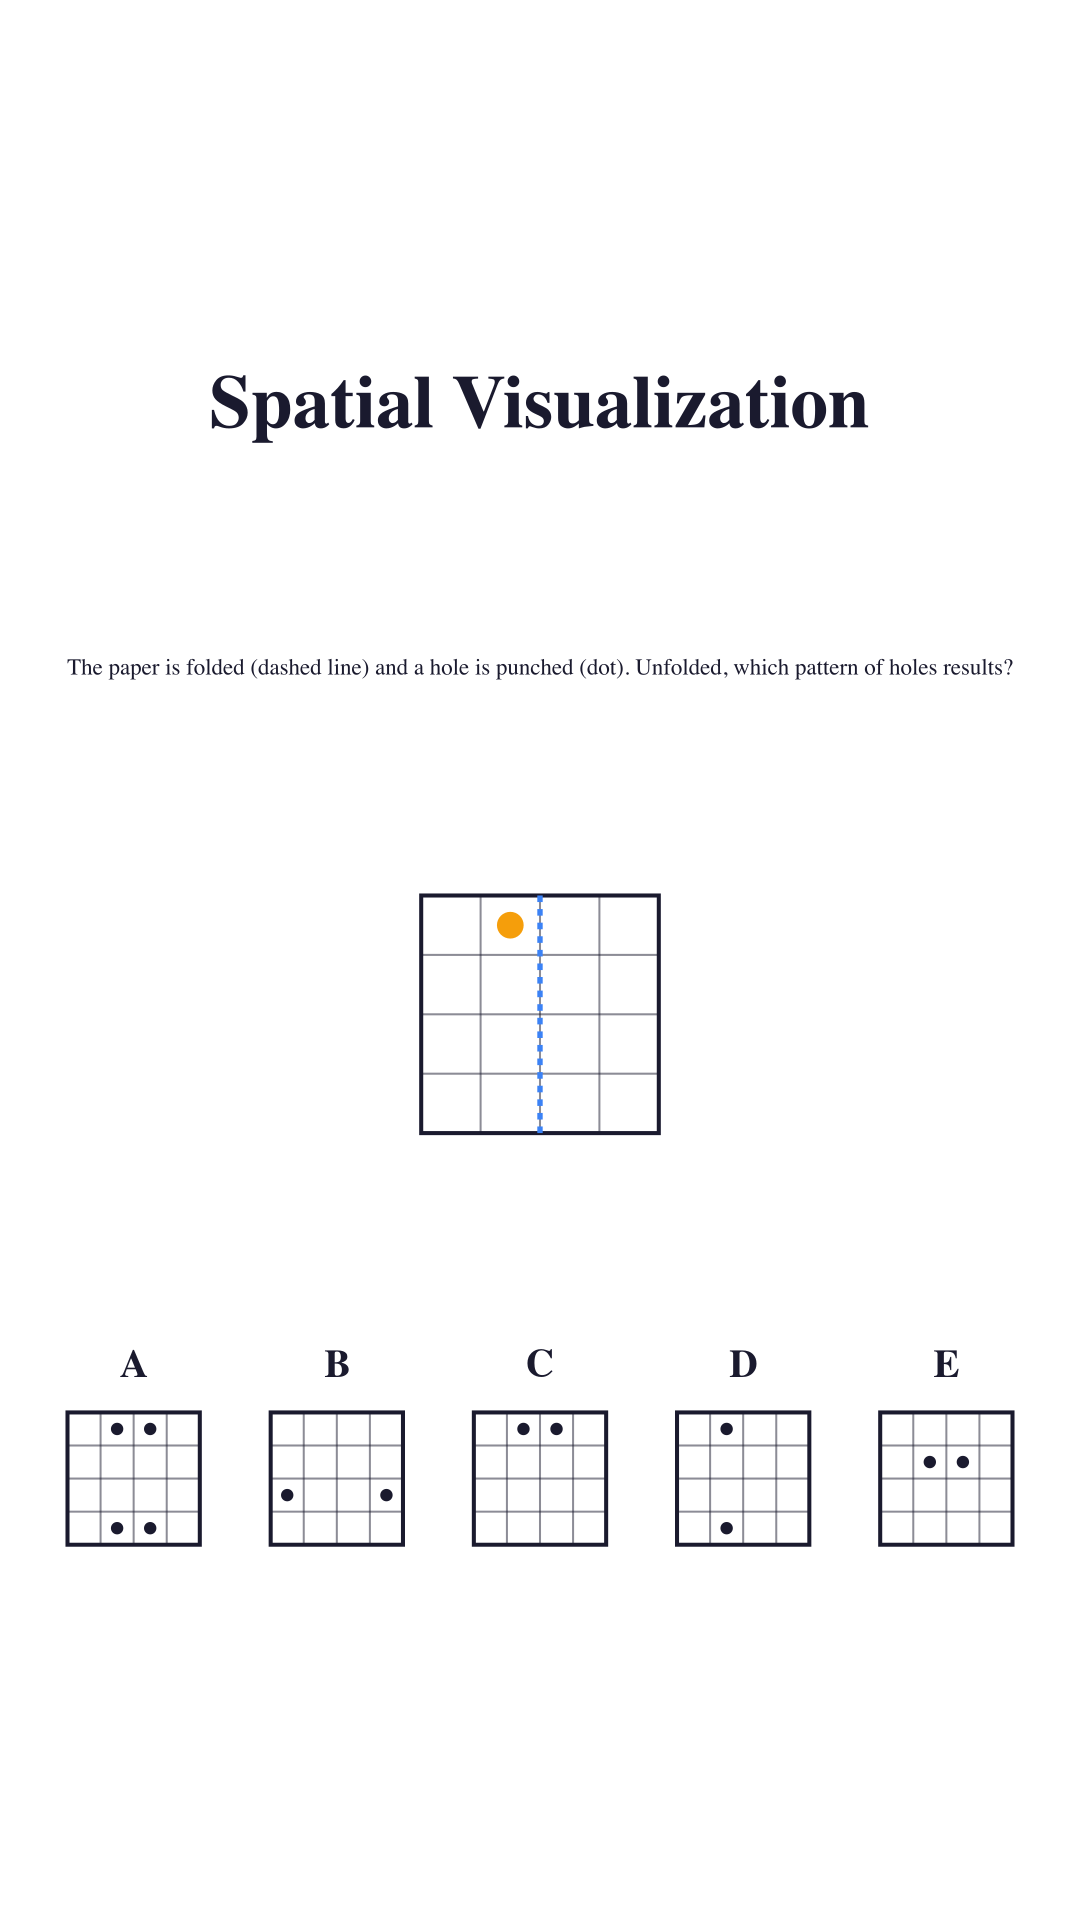 Spatial Visualization
The paper is folded (dashed line) and a hole is punched (dot). Unfolded, which pattern of holes results?
A B C D E